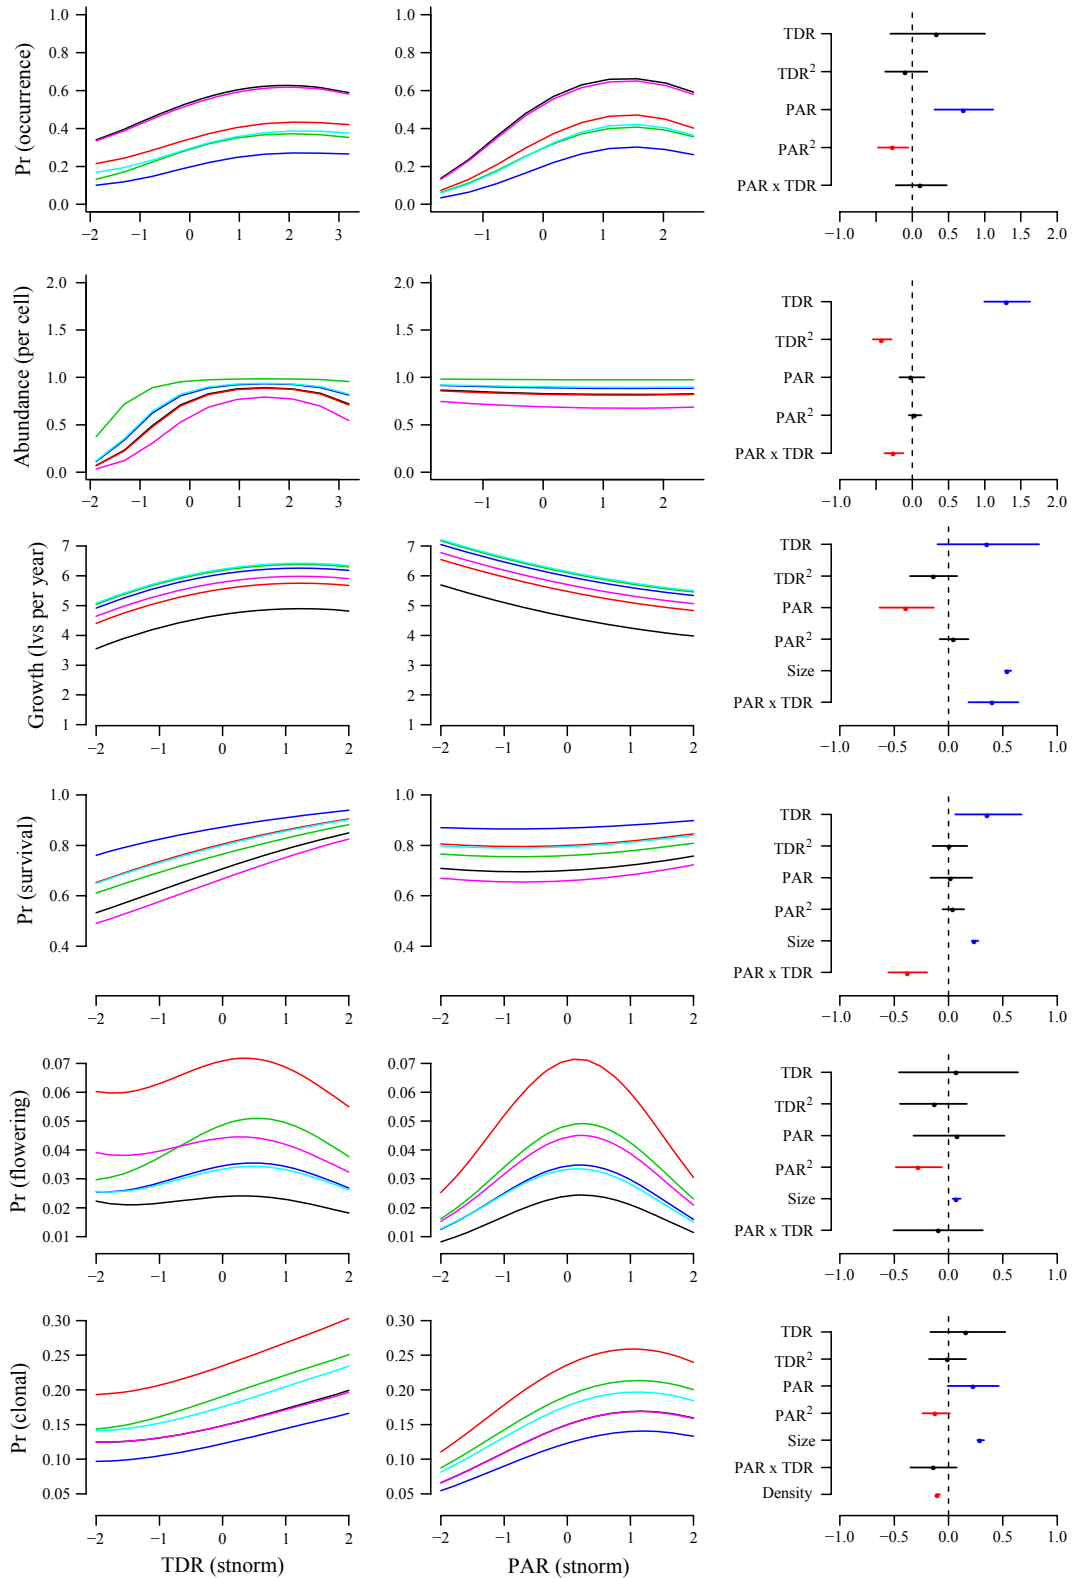 Pr (occurrence)
1.0
0.8
0.6
0.4
0.2
0.0
−2 −1 0 1 2 3
1.0
0.8
0.6
0.4
0.2
0.0
−1 0 1 2
TDR
TDR²
PAR
PAR²
PAR x TDR
−1.0 0.0 0.5 1.0 1.5 2.0
Abundance (per cell)
2.0
1.5
1.0
0.5
0.0
−2 −1 0 1 2 3
2.0
1.5
1.0
0.5
0.0
−1 0 1 2
TDR
TDR²
PAR
PAR²
PAR x TDR
−1.0 0.0 0.5 1.0 1.5 2.0
Growth (lvs per year)
7
6
5
4
3
2
1
−2 −1 0 1 2
7
6
5
4
3
2
1
−2 −1 0 1 2
TDR
TDR²
PAR
PAR²
Size
PAR x TDR
−1.0 −0.5 0.0 0.5 1.0
Pr (survival)
1.0
0.8
0.6
0.4
−2 −1 0 1 2
1.0
0.8
0.6
0.4
−2 −1 0 1 2
TDR
TDR²
PAR
PAR²
Size
PAR x TDR
−1.0 −0.5 0.0 0.5 1.0
Pr (flowering)
0.07
0.06
0.05
0.04
0.03
0.02
0.01
−2 −1 0 1 2
0.07
0.06
0.05
0.04
0.03
0.02
0.01
−2 −1 0 1 2
TDR
TDR²
PAR
PAR²
Size
PAR x TDR
−1.0 −0.5 0.0 0.5 1.0
Pr (clonal)
0.30
0.25
0.20
0.15
0.10
0.05
−2 −1 0 1 2
TDR (stnorm)
0.30
0.25
0.20
0.15
0.10
0.05
−2 −1 0 1 2
PAR (stnorm)
TDR
TDR²
PAR
PAR²
Size
PAR x TDR
Density
−1.0 −0.5 0.0 0.5 1.0